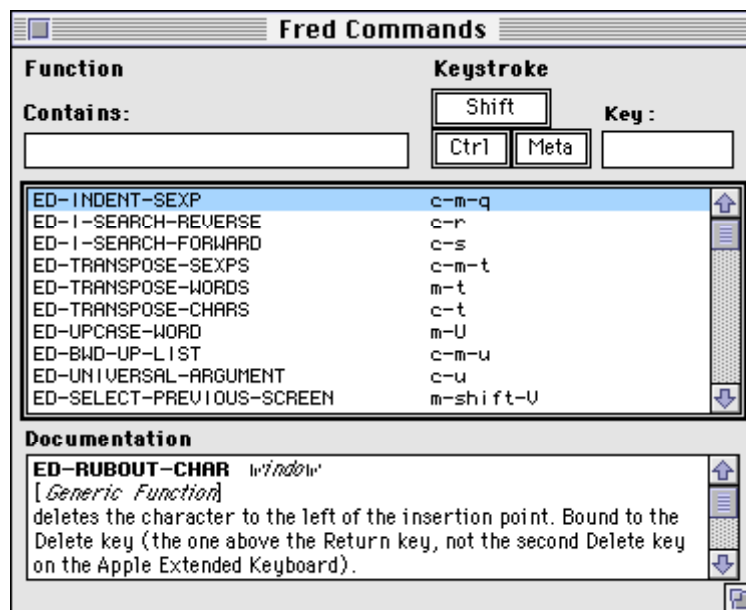 Fred Commands
Function Keystroke
Shift
Contains: Key :
Ctrl Meta
ED-INDENT-SEXP c-m-q
ED-I-SEARCH-REVERSE c-r
ED-I-SEARCH-FORWARD c-s
ED-TRANSPOSE-SEXPS c-m-t
ED-TRANSPOSE-WORDS m-t
ED-TRANSPOSE-CHARS c-t
ED-UPCASE-WORD m-U
ED-BWD-UP-LIST c-m-u
ED-UNIVERSAL-ARGUMENT c-u
ED-SELECT-PREVIOUS-SCREEN m-shift-V
Documentation
ED-RUBOUT-CHAR window
[Generic Function]
deletes the character to the left of the insertion point. Bound to the
Delete key (the one above the Return key, not the second Delete key
on the Apple Extended Keyboard).